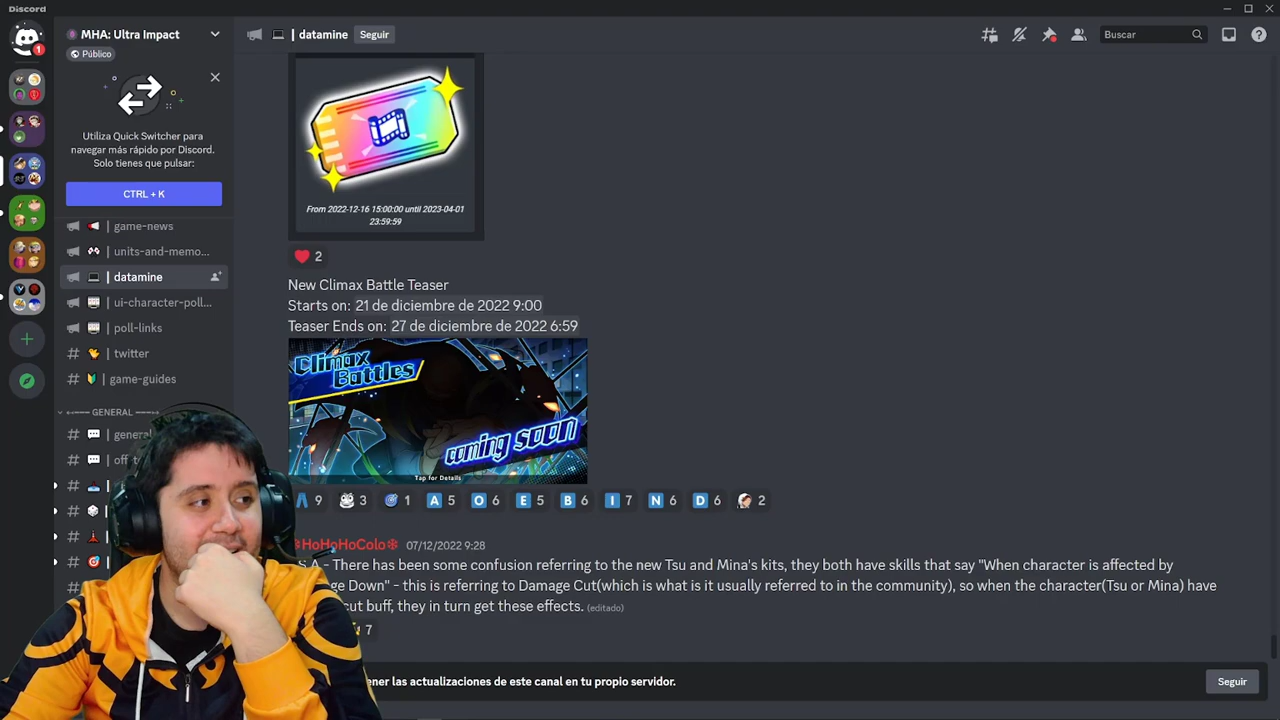 Discord
MHA: Ultra Impact
datamine
Seguir
Buscar
1
Público
Utiliza Quick Switcher para
navegar más rápido por Discord.
Solo tienes que pulsar:
CTRL + K
game-news
units-and-memo...
datamine
ui-character-poll...
poll-links
twitter
game-guides
GENERAL
From 2022-12-16 15:00:00 until 2023-04-01
23:59:59
2
New Climax Battle Teaser
Starts on: 21 de diciembre de 2022 9:00
Teaser Ends on: 27 de diciembre de 2022 6:59
Climax
Battles
coming soon
Tap for Details
9 3 1 A 5 O 6 E 5 B 6 I 7 N 6 D 6 2
HoHoHoColo 07/12/2022 9:28
There has been some confusion referring to the new Tsu and Mina's kits, they both have skills that say "When character is affected by
Down" - this is referring to Damage Cut(which is what is it usually referred to in the community), so when the character(Tsu or Mina) have
cut buff, they in turn get these effects. (editado)
7
las actualizaciones de este canal en tu propio servidor.
Seguir